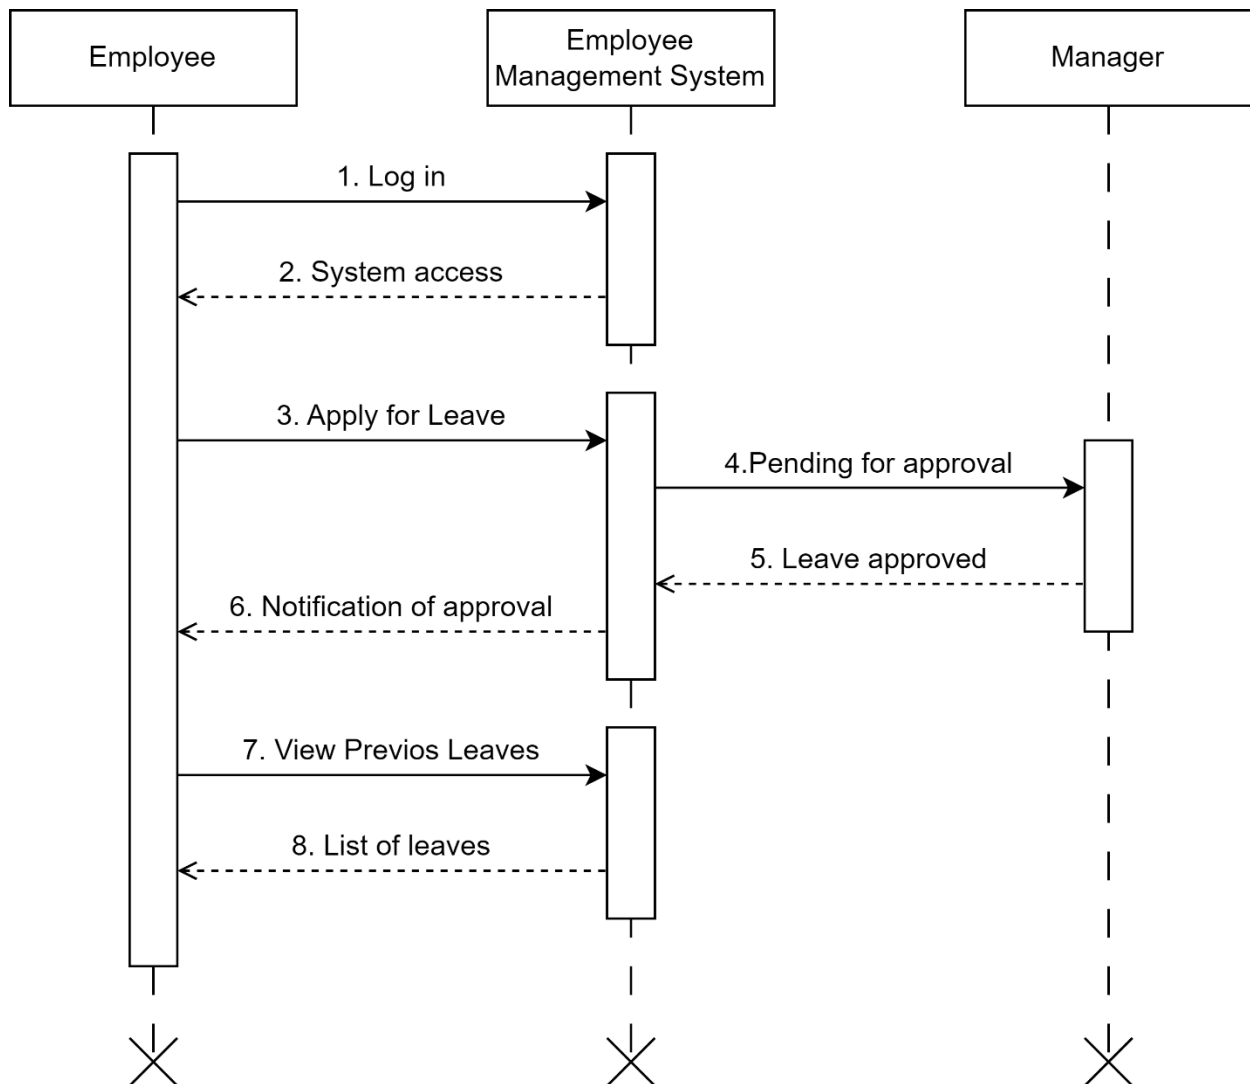 Employee
Employee
Management System
Manager
1. Log in
2. System access
3. Apply for Leave
4.Pending for approval
5. Leave approved
6. Notification of approval
7. View Previos Leaves
8. List of leaves